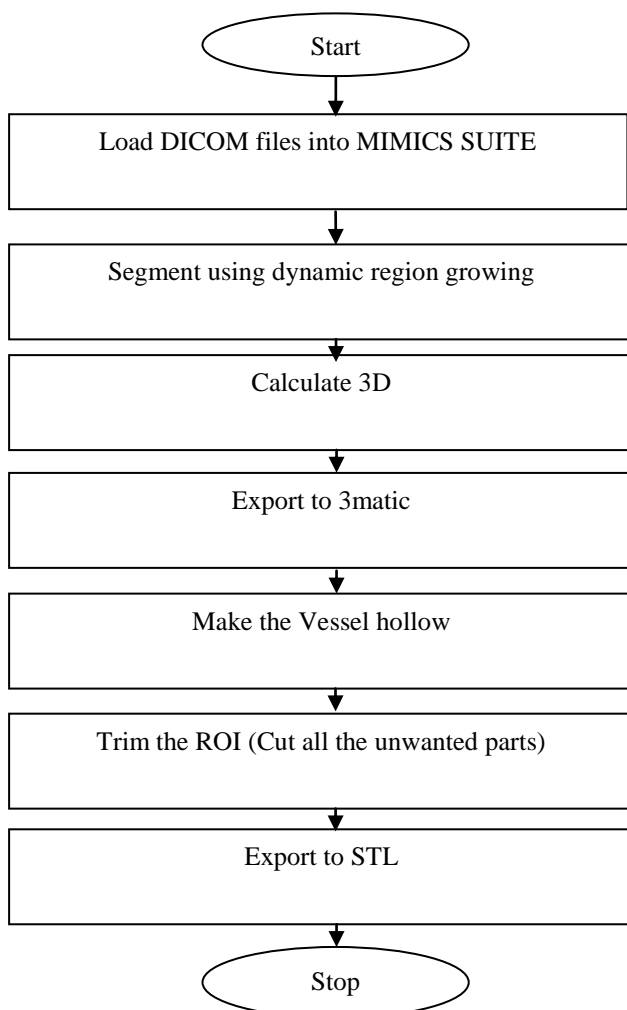 Start
Load DICOM files into MIMICS SUITE
Segment using dynamic region growing
Calculate 3D
Export to 3matic
Make the Vessel hollow
Trim the ROI (Cut all the unwanted parts)
Export to STL
Stop